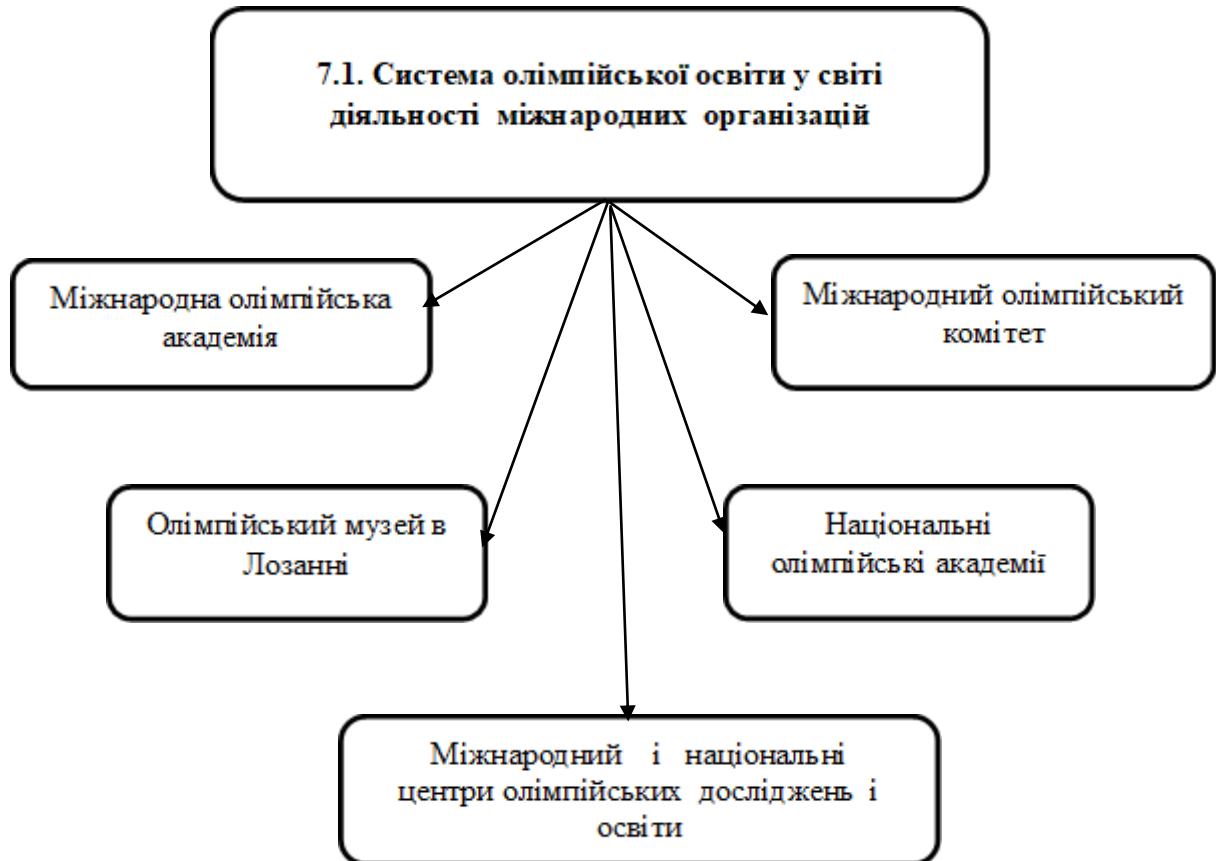 7.1. Система олімпійської освіти у світі
діяльності міжнародних організацій
Міжнародна олімпійська
академія
Міжнародний олімпійський
комітет
Олімпійський музей в
Лозанні
Національні
олімпійські академії
Міжнародний і національні
центри олімпійських досліджень і
освіти